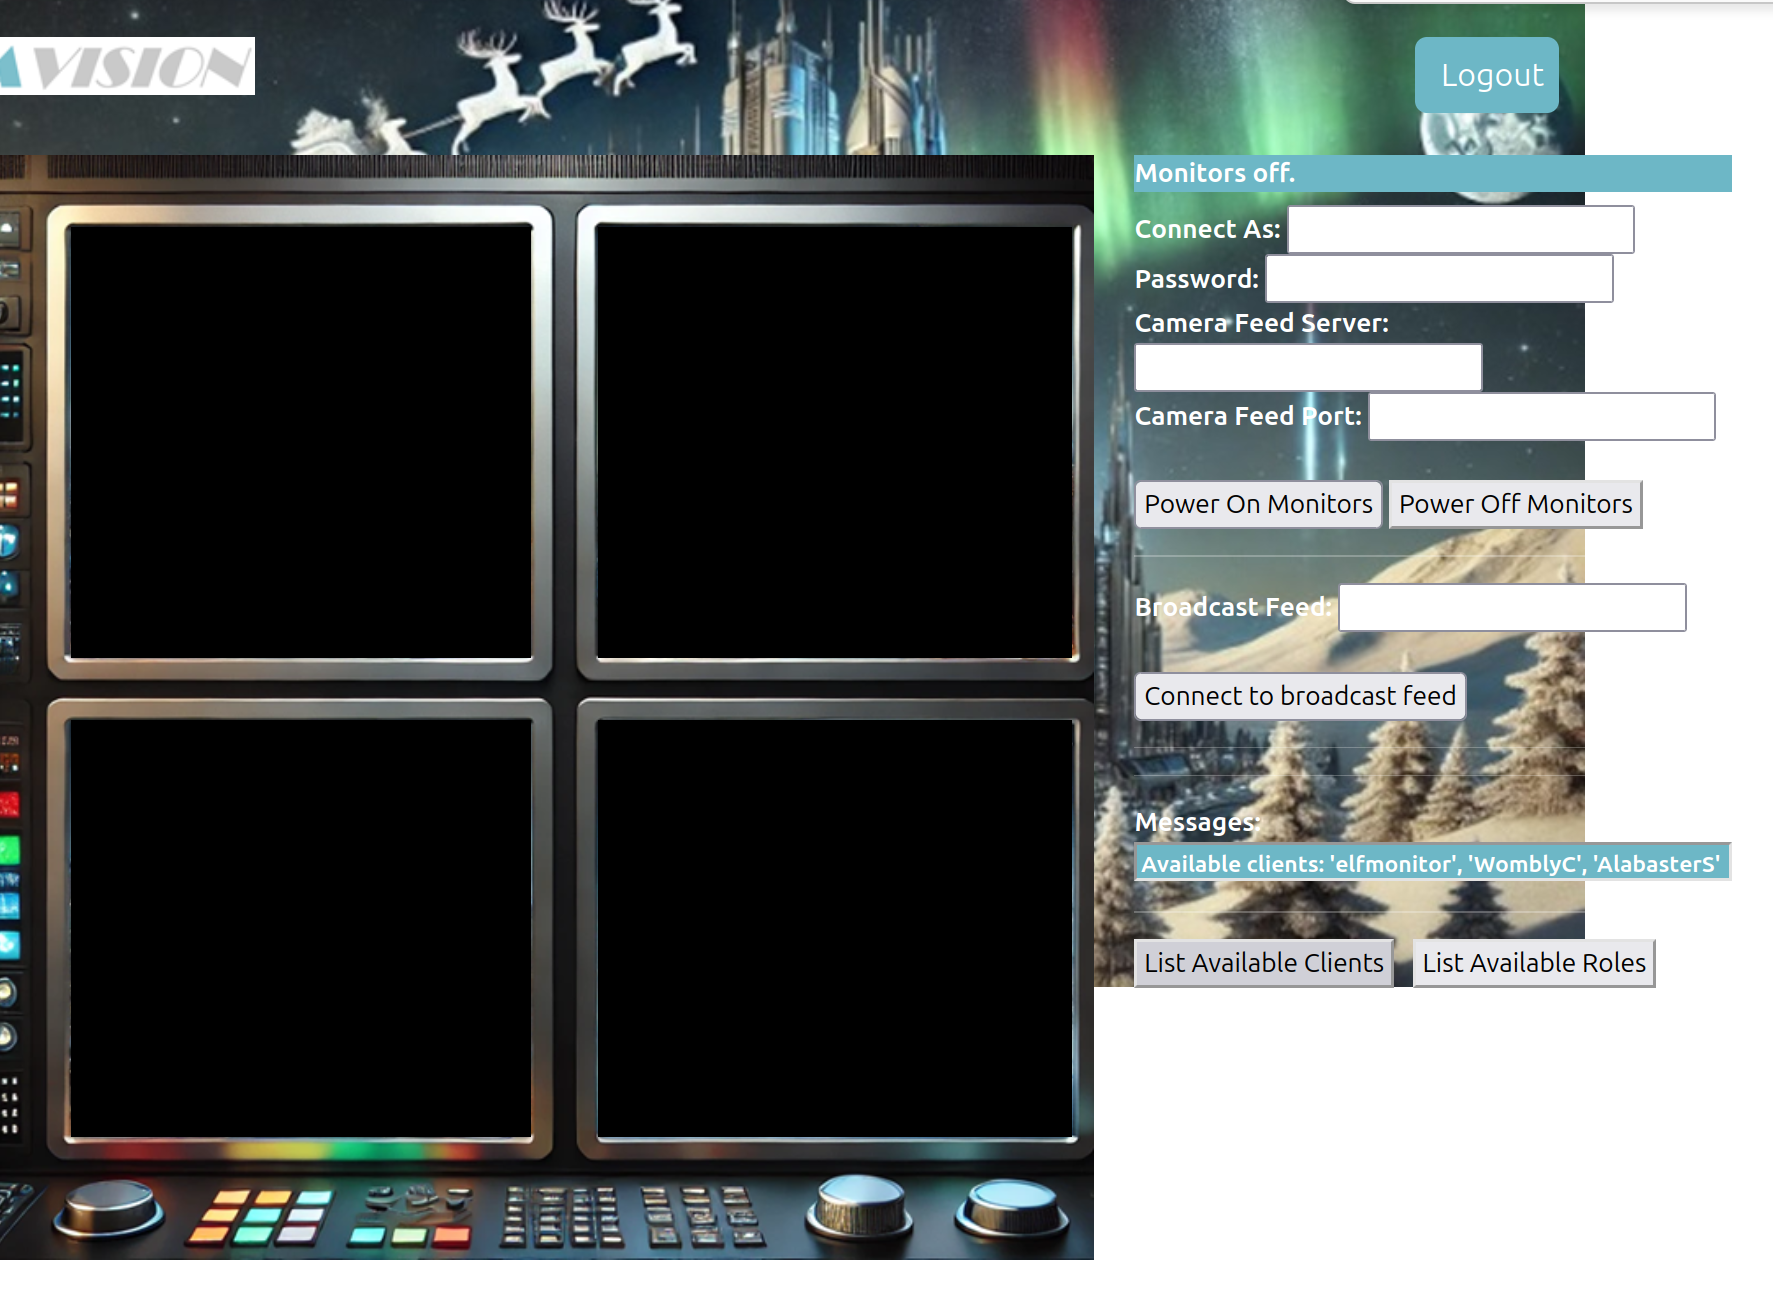 VISION
Logout
Monitors off.
Connect As:
Password:
Camera Feed Server:
Camera Feed Port:
Power On Monitors Power Off Monitors
Broadcast Feed:
Connect to broadcast feed
Messages:
Available clients: 'elfmonitor', 'WomblyC', 'AlabasterS'
List Available Clients List Available Roles